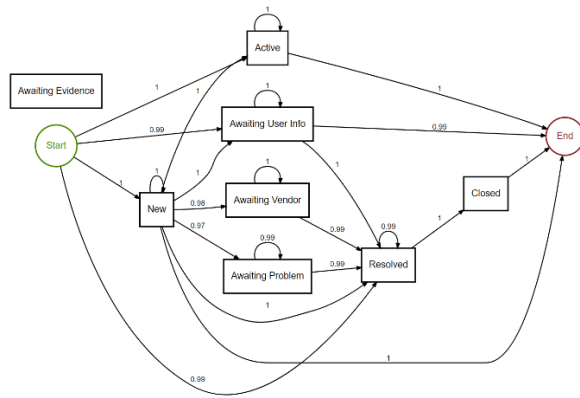 1
Active
1
1
1
Awaiting Evidence
1
Awaiting User Info
0.99
0.99
Start
End
1
1
1
1
1
Closed
1
New
0.98
Awaiting Vendor
0.97
0.99
0.99
1
0.99
Awaiting Problem
0.99
Resolved
1
1
0.99